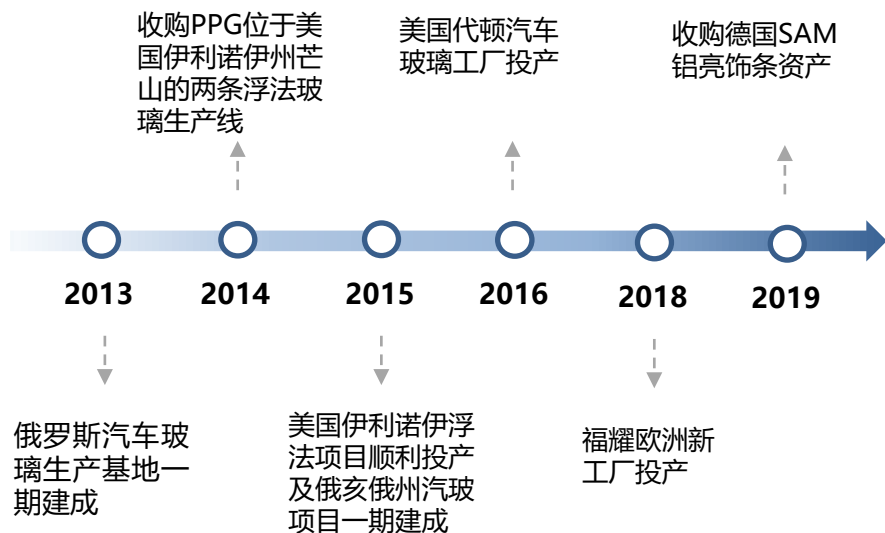 收购PPG位于美
国伊利诺伊州芒
山的两条浮法玻
璃生产线
美国代顿汽车
玻璃工厂投产
收购德国SAM
铝亮饰条资产
2013
2014
2015
2016
2018
2019
俄罗斯汽车玻
璃生产基地一
期建成
美国伊利诺伊浮
法项目顺利投产
及俄亥俄州汽玻
项目一期建成
福耀欧洲新
工厂投产